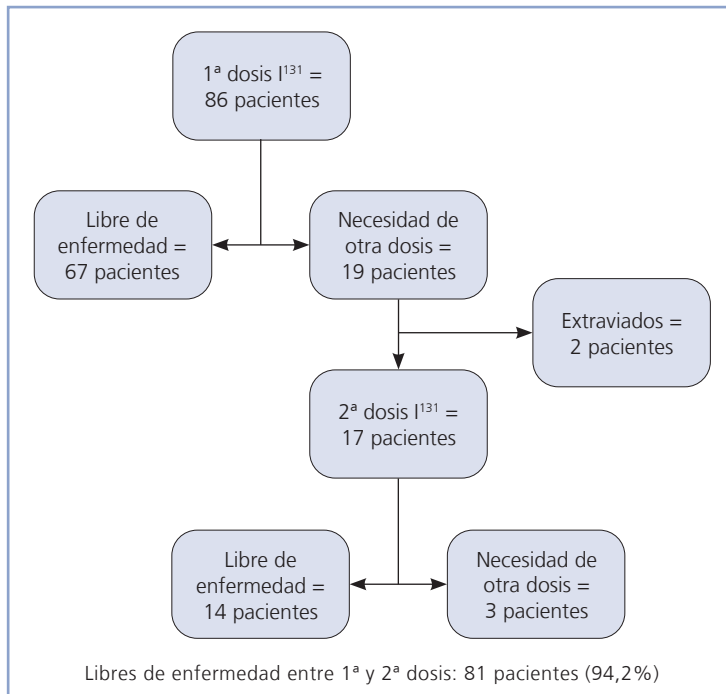 1ª dosis I¹³¹ =
86 pacientes
Libre de
enfermedad =
67 pacientes
Necesidad de
otra dosis =
19 pacientes
Extraviados =
2 pacientes
2ª dosis I¹³¹ =
17 pacientes
Libre de
enfermedad =
14 pacientes
Necesidad de
otra dosis =
3 pacientes
Libres de enfermedad entre 1ª y 2ª dosis: 81 pacientes (94,2%)